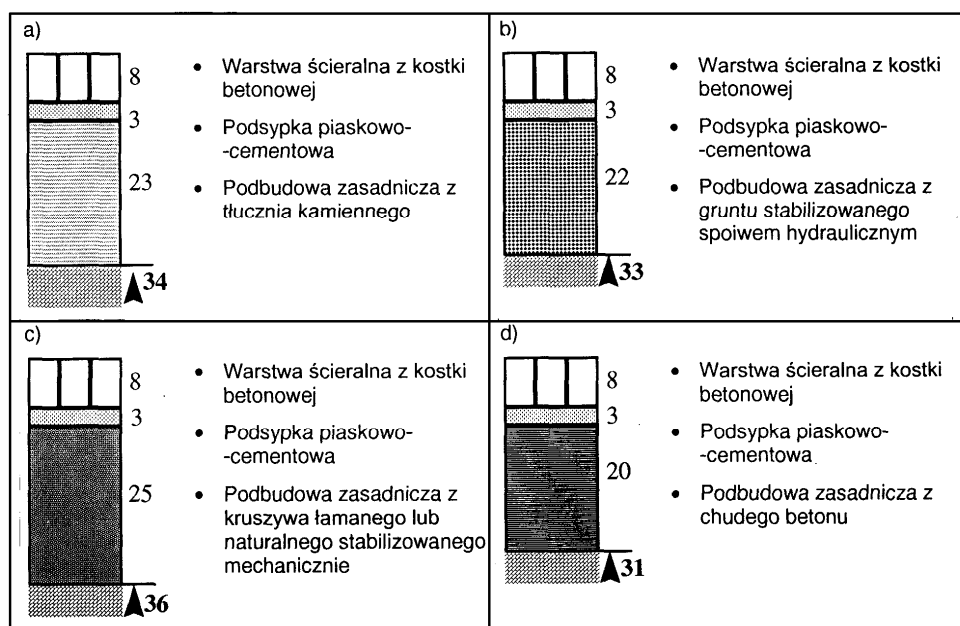 a)
8
3
23
34
• Warstwa ścieralna z kostki
betonowej
• Podsypka piaskowo-
-cementowa
• Podbudowa zasadnicza z
tłucznia kamiennego
b)
8
3
22
33
• Warstwa ścieralna z kostki
betonowej
• Podsypka piaskowo-
-cementowa
• Podbudowa zasadnicza z
gruntu stabilizowanego
spoiwem hydraulicznym
c)
8
3
25
36
• Warstwa ścieralna z kostki
betonowej
• Podsypka piaskowo-
-cementowa
• Podbudowa zasadnicza z
kruszywa łamanego lub
naturalnego stabilizowanego
mechanicznie
d)
8
3
20
31
• Warstwa ścieralna z kostki
betonowej
• Podsypka piaskowo-
-cementowa
• Podbudowa zasadnicza z
chudego betonu